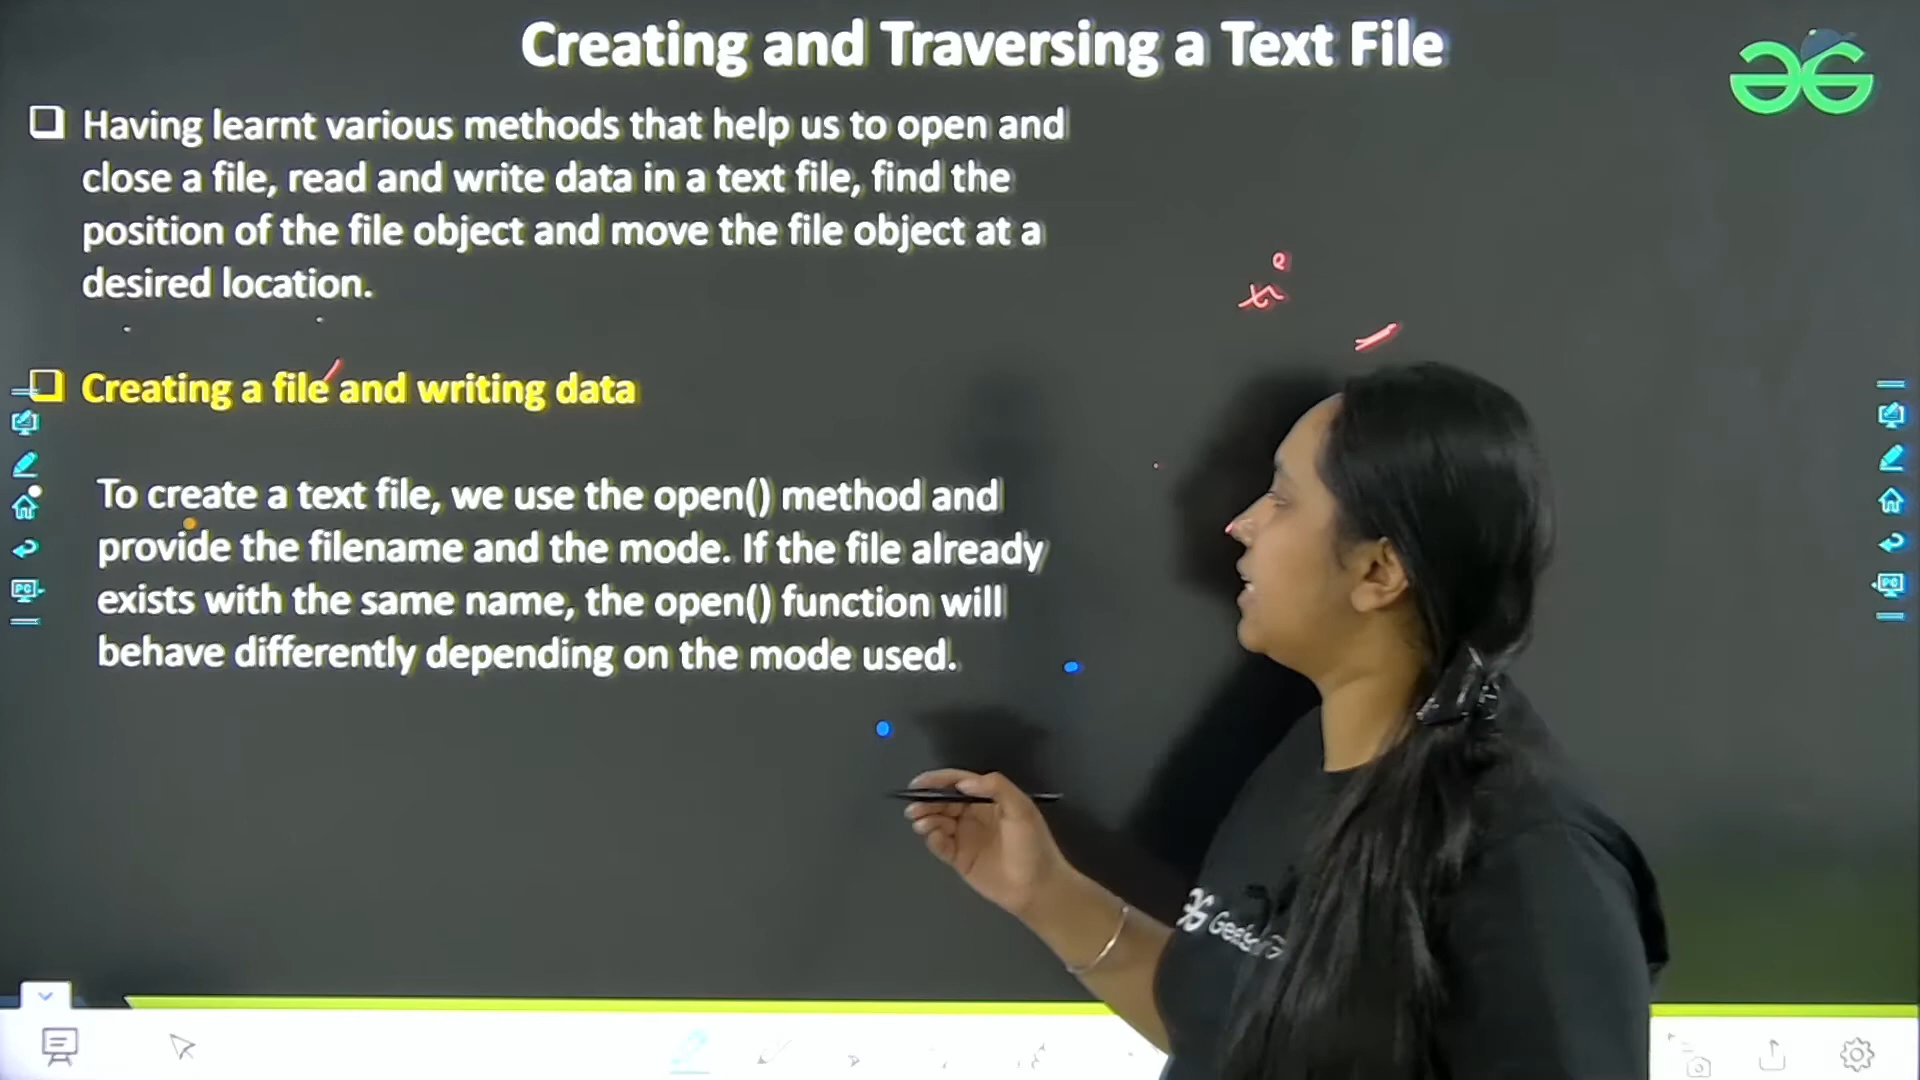 Creating and Traversing a Text File
Having learnt various methods that help us to open and
close a file, read and write data in a text file, find the
position of the file object and move the file object at a
desired location.
Creating a file and writing data
To create a text file, we use the open() method and
provide the filename and the mode. If the file already
exists with the same name, the open() function will
behave differently depending on the mode used.
PC
PC